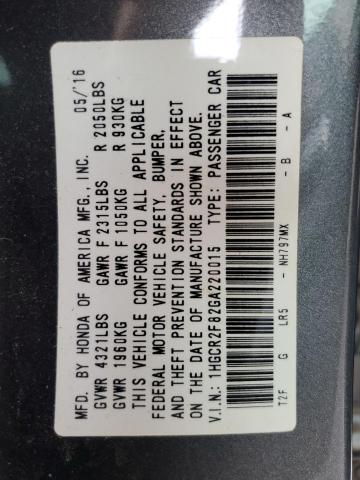 MFD. BY HONDA OF AMERICA MFG., INC. 05/'16
GVWR 4321LBS GAWR F 2315LBS R 2050LBS
GVWR 1960KG GAWR F 1050KG R 930KG
THIS VEHICLE CONFORMS TO ALL APPLICABLE
FEDERAL MOTOR VEHICLE SAFETY, BUMPER,
AND THEFT PREVENTION STANDARDS IN EFFECT
ON THE DATE OF MANUFACTURE SHOWN ABOVE.
V.I.N.: 1HGCR2F82GA220015 TYPE: PASSENGER CAR
T2F G LR5 - NH797MX - B - A